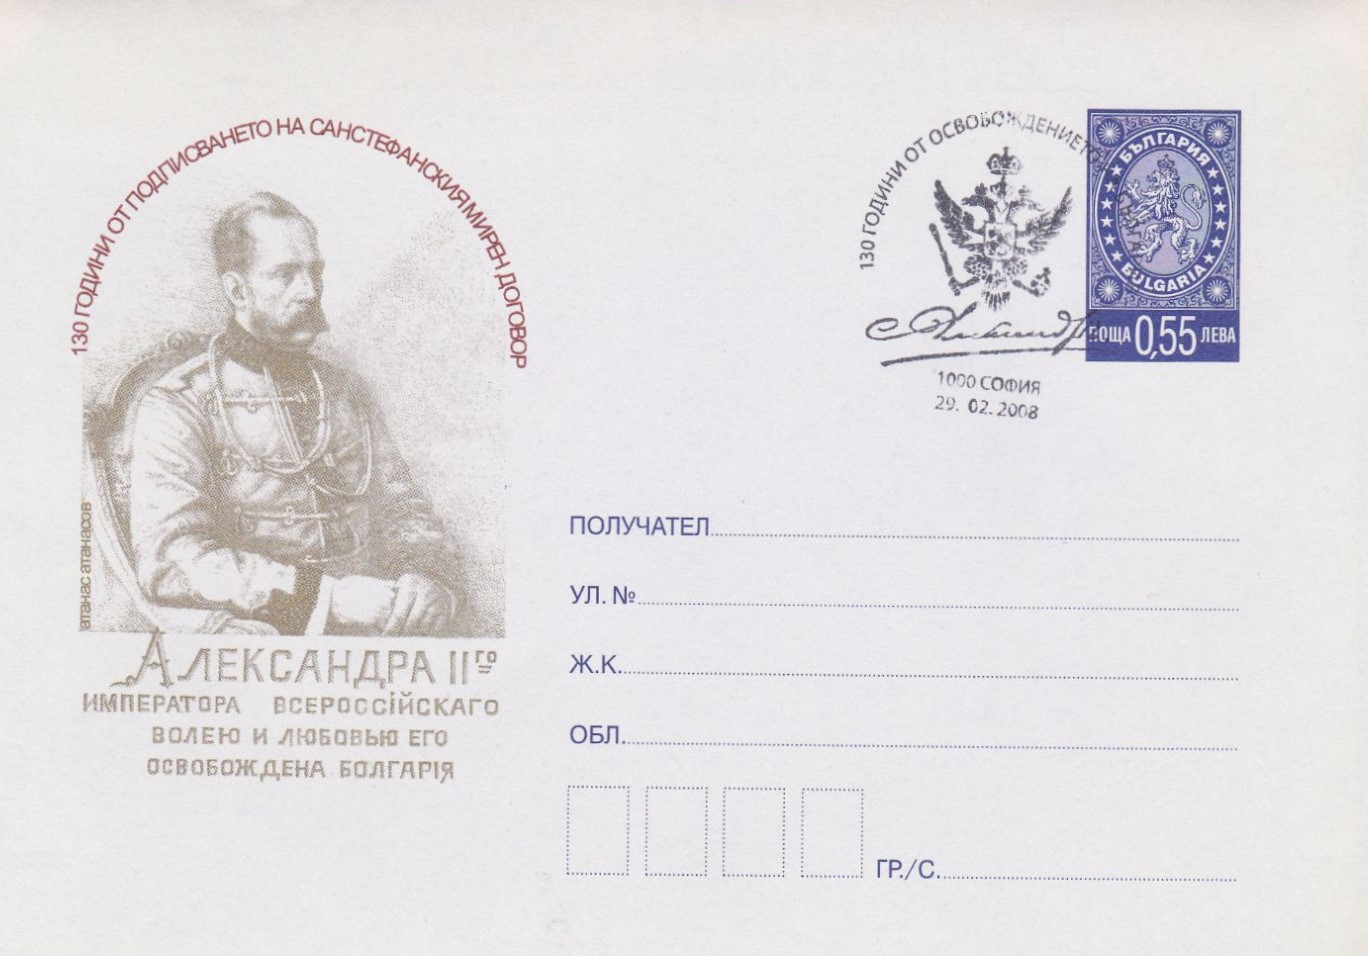 130 ГОДИНИ ОТ ПОДПИСВАНЕТО НА САНСТЕФАНСКИЯ МИРЕН ДОГОВОР
атанас атанасов
АЛЕКСАНДРА IIГО
ИМПЕРАТОРА ВСЕРОССІЙСКАГО
ВОЛЕЮ И ЛЮБОВЬЮ ЕГО
ОСВОБОЖДЕНА БОЛГАРІЯ
130 ГОДИНИ ОТ ОСВОБОЖДЕНИЕТО
1000 СОФИЯ
29. 02. 2008
БЪЛГАРИЯ
BULGARIA
ПОЩА 0,55 ЛЕВА
ПОЛУЧАТЕЛ
УЛ. №
Ж.К.
ОБЛ.
ГР./С.